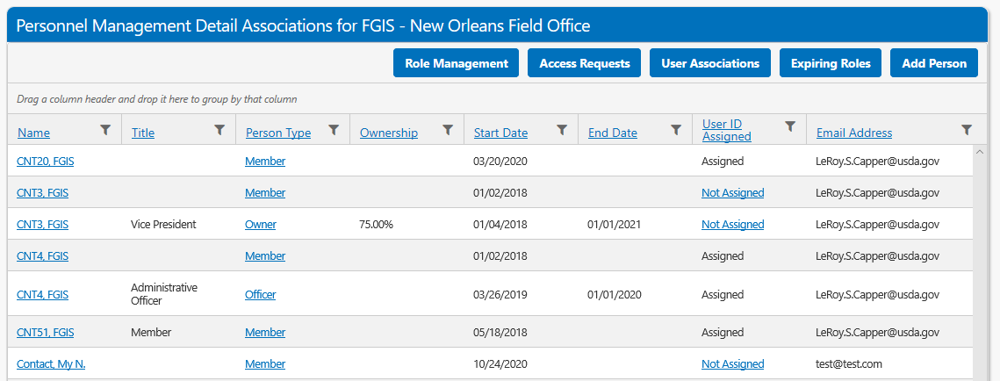 Personnel Management Detail Associations for FGIS - New Orleans Field Office
Role Management Access Requests User Associations Expiring Roles Add Person
Drag a column header and drop it here to group by that column
Name Title Person Type Ownership Start Date End Date User ID Assigned Email Address
CNT20, FGIS Member 03/20/2020 Assigned LeRoy.S.Capper@usda.gov
CNT3, FGIS Member 01/02/2018 Not Assigned LeRoy.S.Capper@usda.gov
CNT3, FGIS Vice President Owner 75.00% 01/04/2018 01/01/2021 Not Assigned LeRoy.S.Capper@usda.gov
CNT4, FGIS Member 01/02/2018 Assigned LeRoy.S.Capper@usda.gov
CNT4, FGIS Administrative Officer Officer 03/26/2019 01/01/2020 Assigned LeRoy.S.Capper@usda.gov
CNT51, FGIS Member Member 05/18/2018 Assigned LeRoy.S.Capper@usda.gov
Contact, My N. Member 10/24/2020 Not Assigned test@test.com